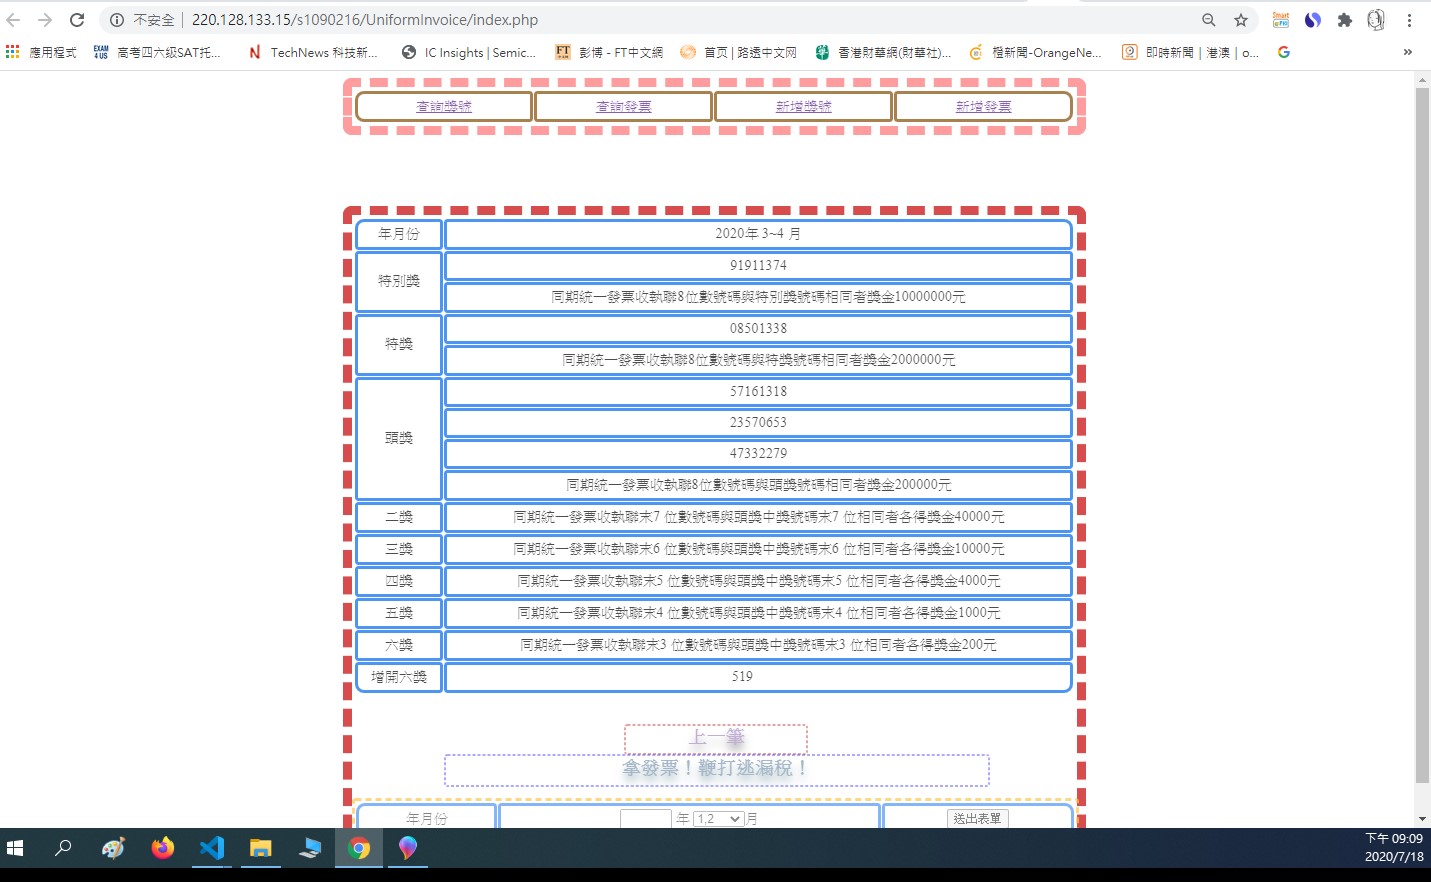 不安全 220.128.133.15/s1090216/UniformInvoice/index.php
應用程式 EXAM 4US 高考四六级SAT托... TechNews 科技新... IC Insights | Semic... FT 彭博 - FT中文網 首页 | 路透中文网 香港財華網(財華社)... 橙新聞-OrangeNe... 即時新聞 | 港澳 | o... »
查詢獎號 查詢發票 新增獎號 新增發票
年月份 2020年 3~4 月
特別獎 91911374
同期統一發票收執聯8位數號碼與特別獎號碼相同者獎金10000000元
特獎 08501338
同期統一發票收執聯8位數號碼與特獎號碼相同者獎金2000000元
頭獎 57161318
23570653
47332279
同期統一發票收執聯8位數號碼與頭獎號碼相同者獎金200000元
二獎 同期統一發票收執聯末7 位數號碼與頭獎中獎號碼末7 位相同者各得獎金40000元
三獎 同期統一發票收執聯末6 位數號碼與頭獎中獎號碼末6 位相同者各得獎金10000元
四獎 同期統一發票收執聯末5 位數號碼與頭獎中獎號碼末5 位相同者各得獎金4000元
五獎 同期統一發票收執聯末4 位數號碼與頭獎中獎號碼末4 位相同者各得獎金1000元
六獎 同期統一發票收執聯末3 位數號碼與頭獎中獎號碼末3 位相同者各得獎金200元
增開六獎 519
上一筆
拿發票！鞭打逃漏稅！
年月份 年 1,2 月 送出表單
下午 09:09
2020/7/18